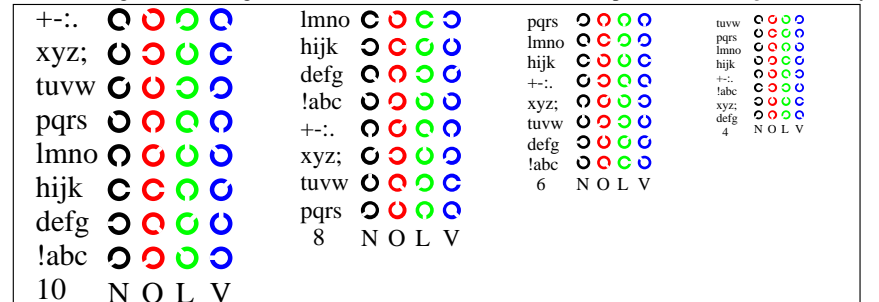 +-:.
xyz;
tuvw
pqrs
lmno
hijk
defg
!abc
10 N O L V
lmno
hijk
defg
!abc
+-:.
xyz;
tuvw
pqrs
8 N O L V
pqrs
lmno
hijk
+-:.
xyz;
tuvw
defg
!abc
6 N O L V
tuvw
pqrs
lmno
hijk
+-:.
!abc
xyz;
defg
4 N O L V